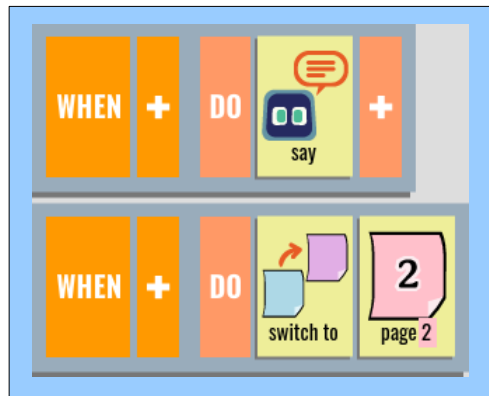 WHEN + DO say +
WHEN + DO switch to 2 page 2